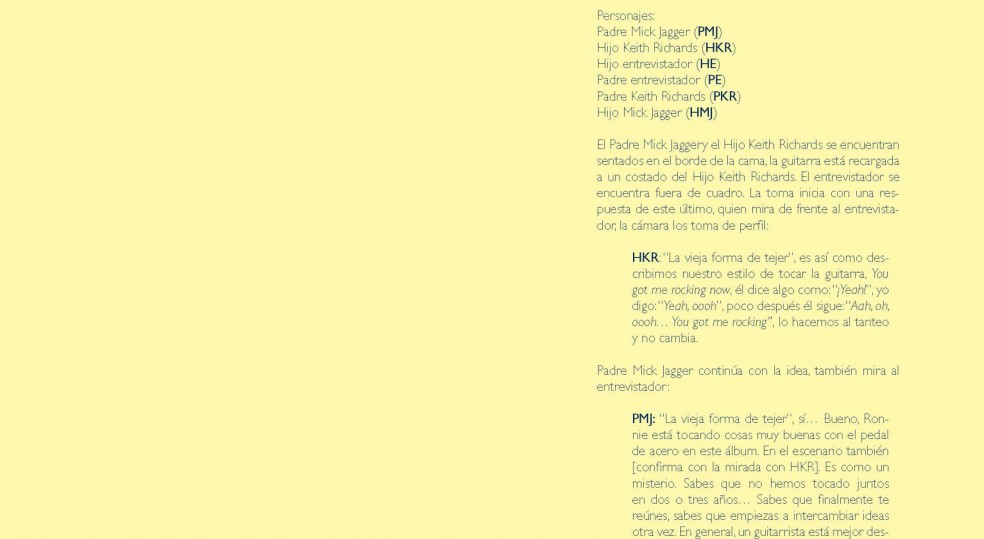 Personajes:
Padre Mick Jagger (PMJ)
Hijo Keith Richards (HKR)
Hijo entrevistador (HE)
Padre entrevistador (PE)
Padre Keith Richards (PKR)
Hijo Mick Jagger (HMJ)
El Padre Mick Jaggery el Hijo Keith Richards se encuentran
sentados en el borde de la cama, la guitarra está recargada
a un costado del Hijo Keith Richards. El entrevistador se
encuentra fuera de cuadro. La toma inicia con una res-
puesta de este último, quien mira de frente al entrevista-
dor, la cámara los toma de perfil:
HKR: "La vieja forma de tejer", es así como des-
cribimos nuestro estilo de tocar la guitarra, You
got me rocking now, él dice algo como: "¡Yeah!", yo
digo: "Yeah, oooh", poco después él sigue: "Aah, oh,
oooh… You got me rocking", lo hacemos al tanteo
y no cambia.
Padre Mick Jagger continúa con la idea, también mira al
entrevistador:
PMJ: "La vieja forma de tejer", sí… Bueno, Ron-
nie está tocando cosas muy buenas con el pedal
de acero en este álbum. En el escenario también
[confirma con la mirada con HKR]. Es como un
misterio. Sabes que no hemos tocado juntos
en dos o tres años… Sabes que finalmente te
reúnes, sabes que empiezas a intercambiar ideas
otra vez. En general, un guitarrista está mejor des-